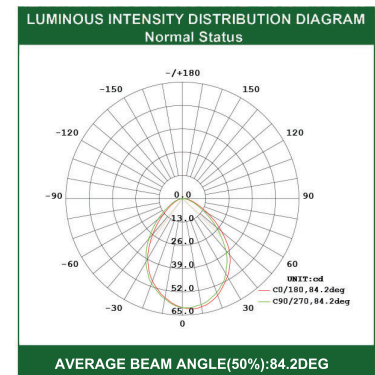 LUMINOUS INTENSITY DISTRIBUTION DIAGRAM
Normal Status
-/+180
-150 150
-120 120
-90 90
0.0
13.0
26.0
-60 60
UNIT:cd
39.0
C0/180,84.2deg
52.0
C90/270,84.2deg
-30 30
65.0
0
AVERAGE BEAM ANGLE(50%):84.2DEG